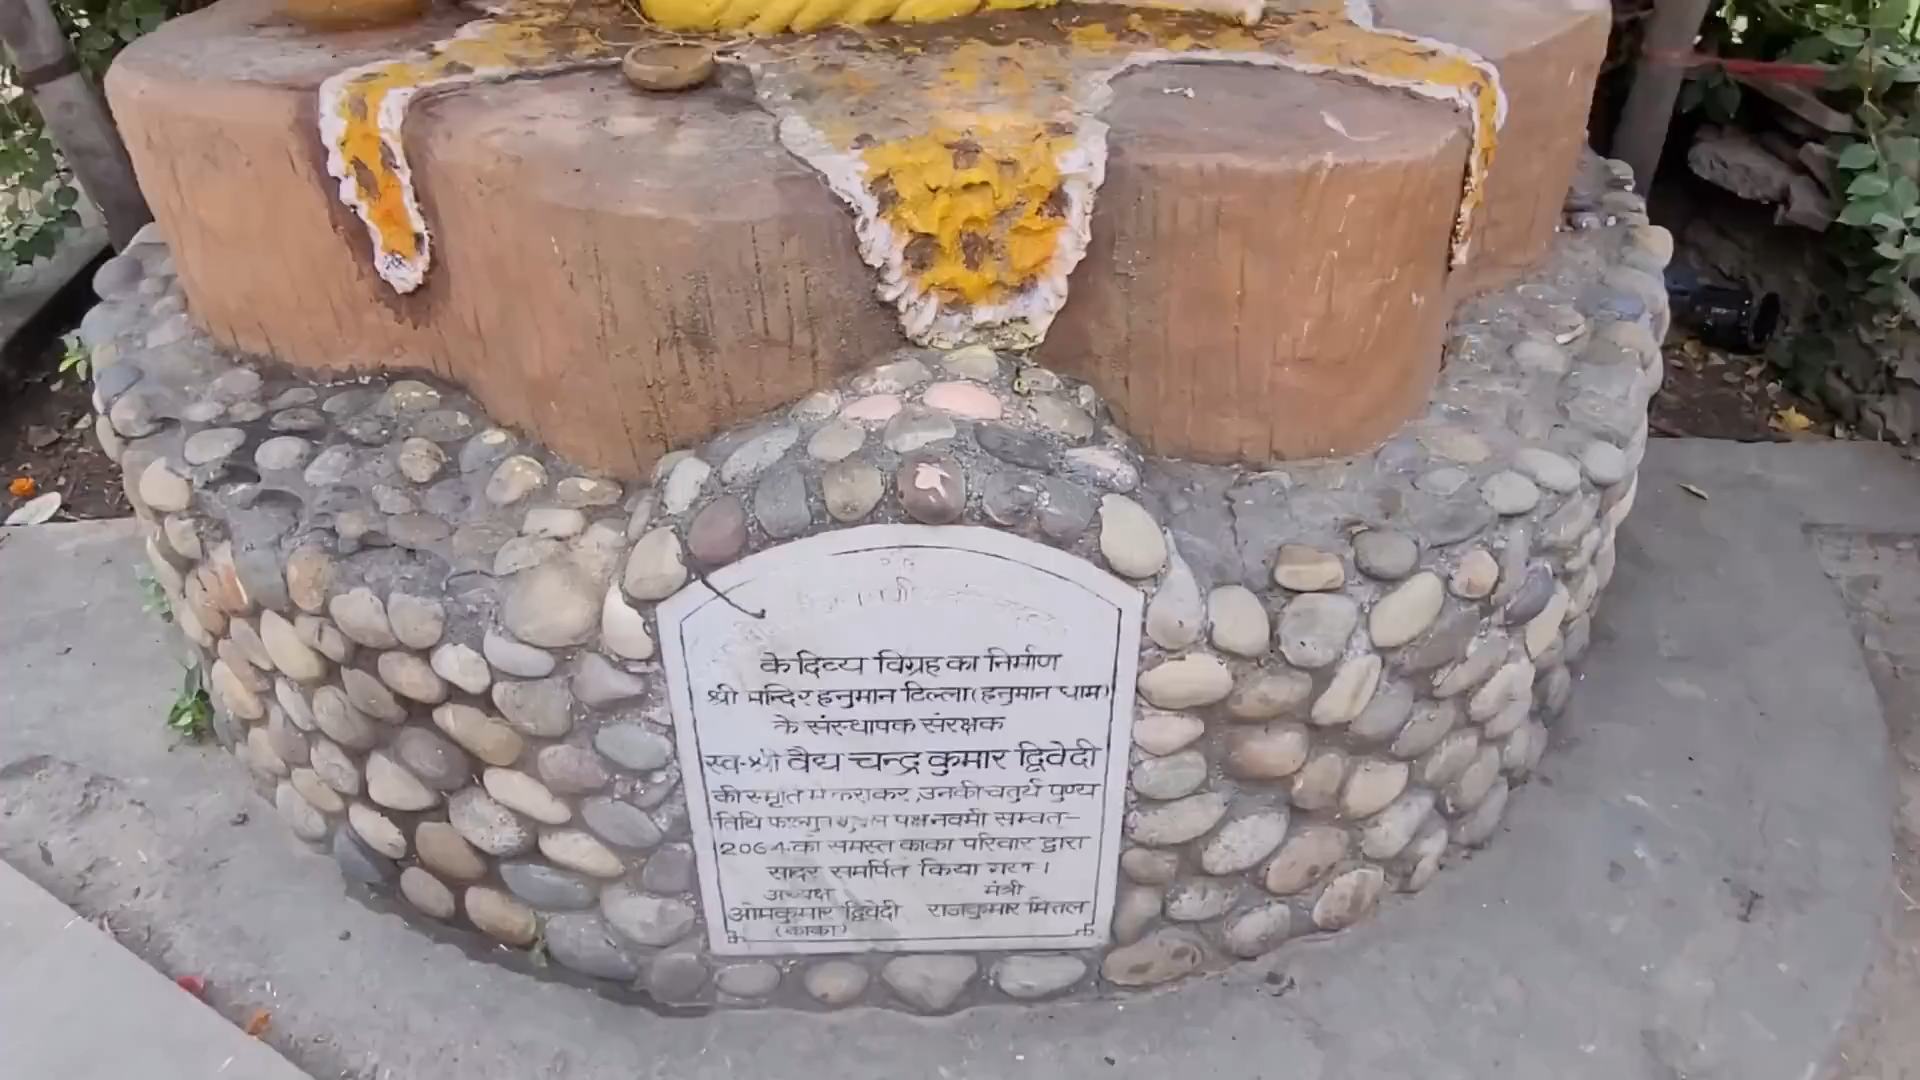 के दिव्य विग्रह का निर्माण
श्री मन्दिर हनुमान टिल्ला (हनुमान धाम)
के संस्थापक संरक्षक
स्व॰ श्री वैद्य चन्द्र कुमार द्विवेदी
की स्मृति में कराकर, उनकी चतुर्थ पुण्य
तिथि फाल्गुन शुक्ल पक्ष नवमी सम्वत्-
2064 को समस्त काका परिवार द्वारा
सादर समर्पित किया गया।
अध्यक्ष मंत्री
ओमकुमार द्विवेदी राजकुमार मित्तल
(काका)